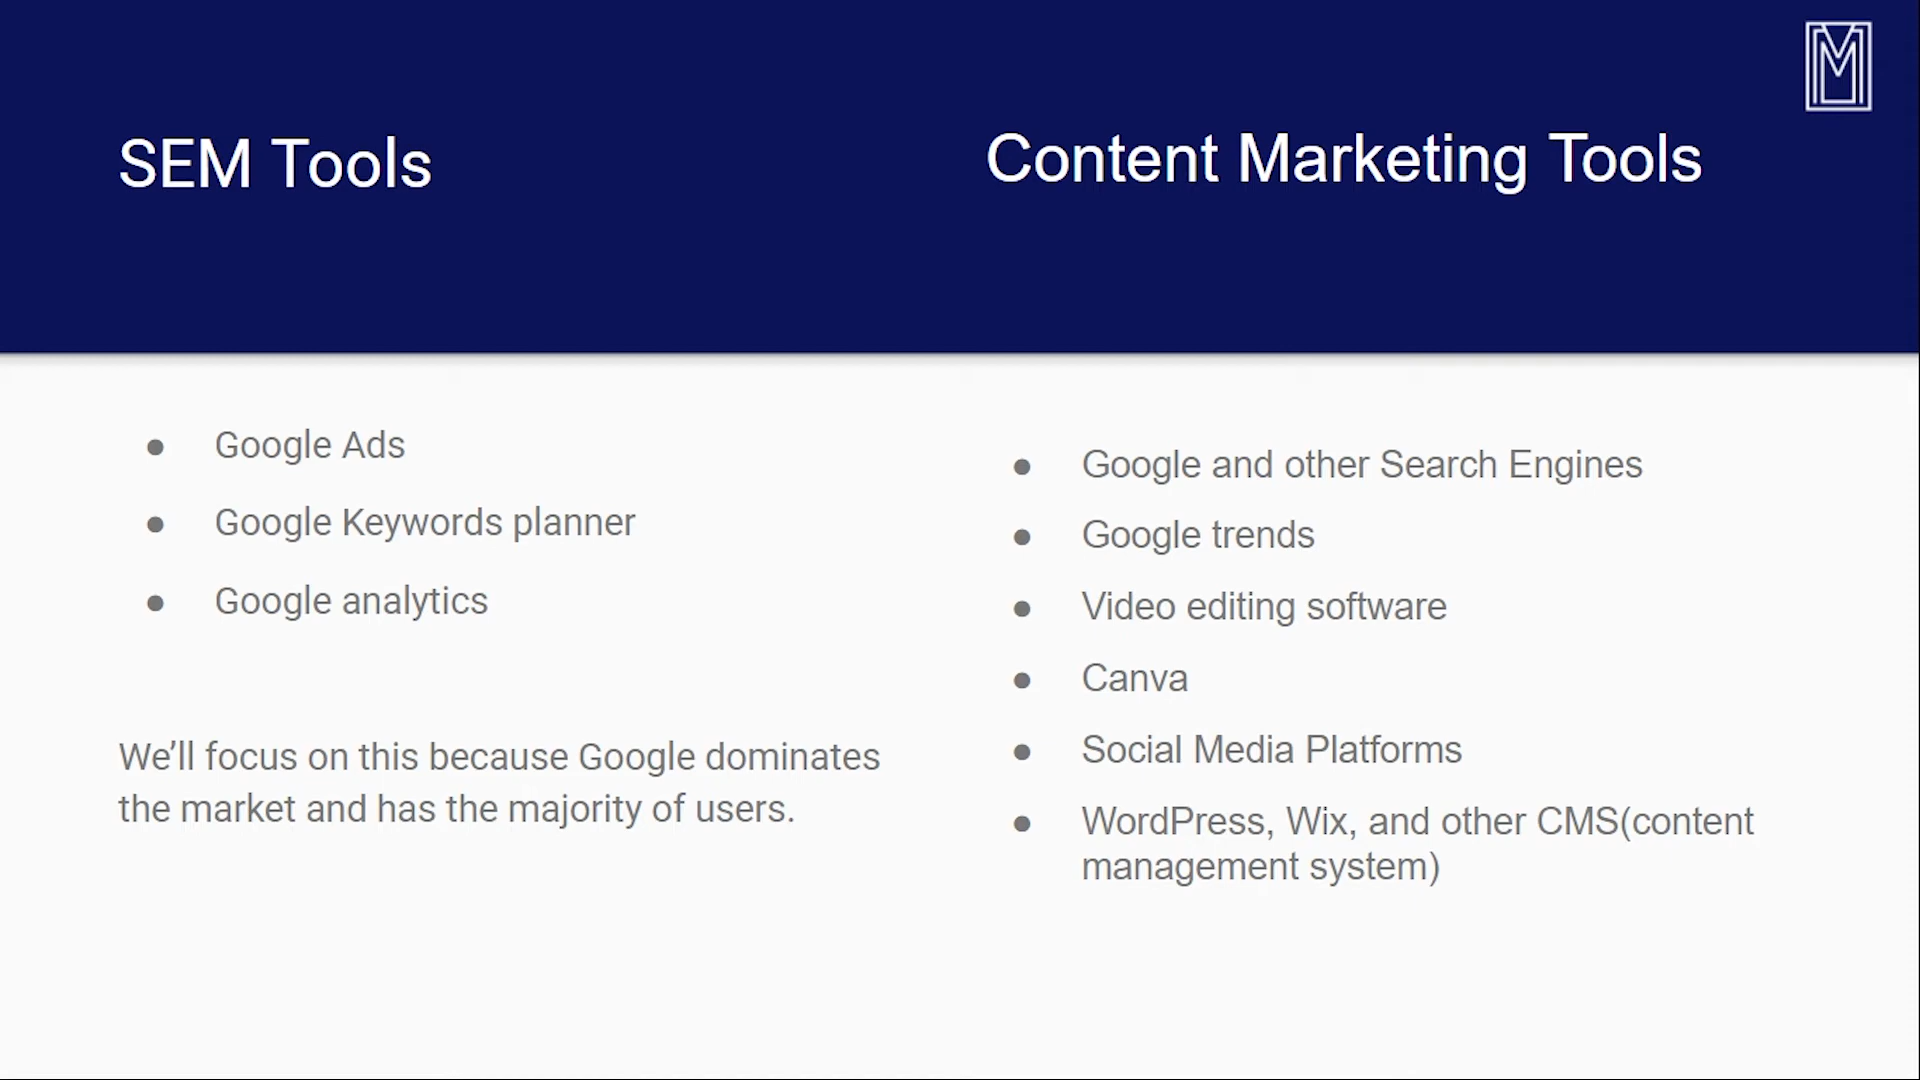 SEM Tools
Google Ads
Google Keywords planner
Google analytics
We’ll focus on this because Google dominates
the market and has the majority of users.
Content Marketing Tools
Google and other Search Engines
Google trends
Video editing software
Canva
Social Media Platforms
WordPress, Wix, and other CMS(content
management system)